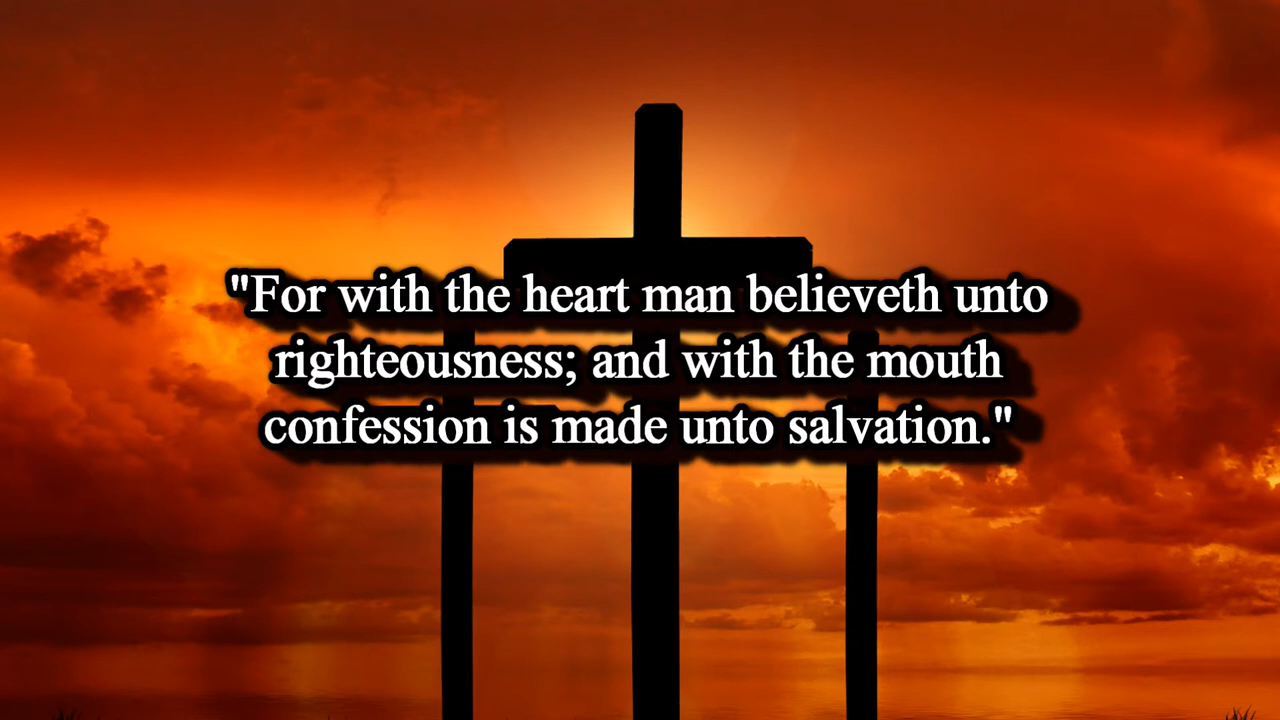 "For with the heart man believeth unto
righteousness; and with the mouth
confession is made unto salvation."